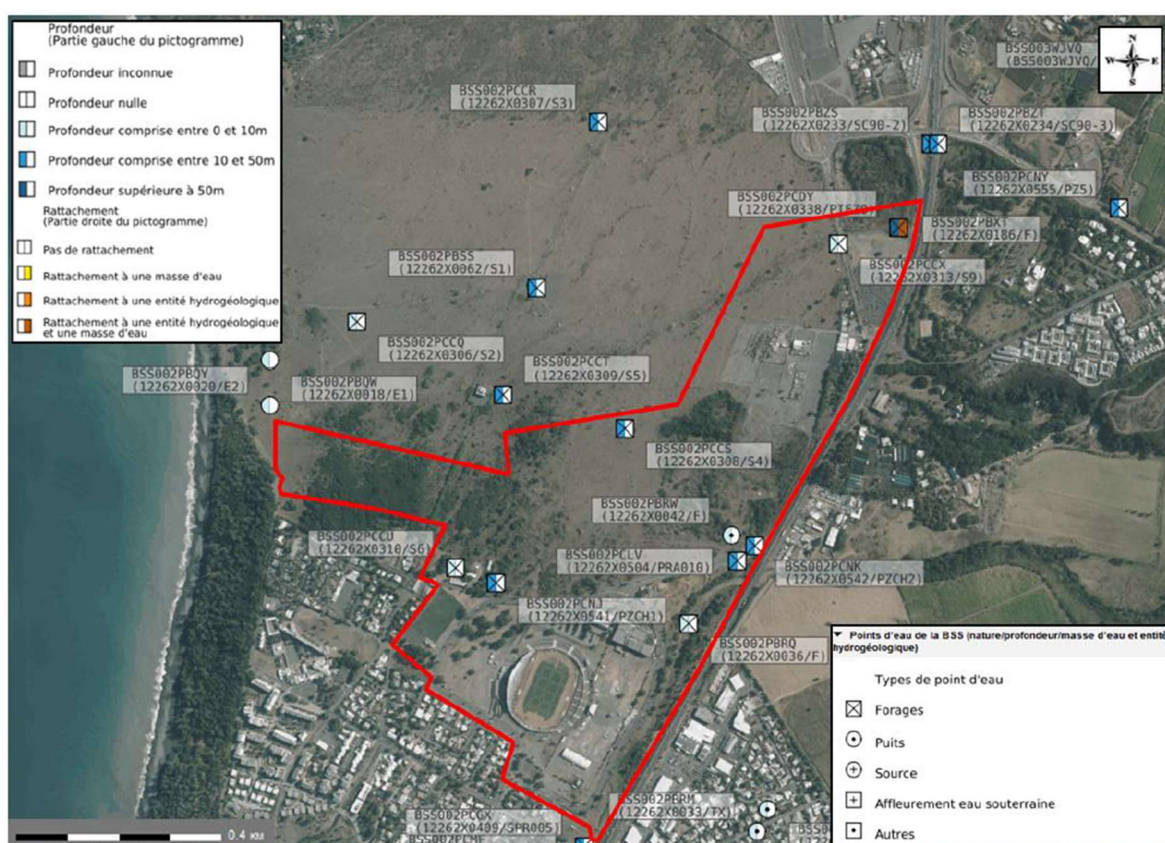 Profondeur
(Partie gauche du pictogramme)
Profondeur inconnue
Profondeur nulle
Profondeur comprise entre 0 et 10m
Profondeur comprise entre 10 et 50m
Profondeur supérieure à 50m
Rattachement
(Partie droite du pictogramme)
Pas de rattachement
Rattachement à une masse d'eau
Rattachement à une entité hydrogéologique
Rattachement à une entité hydrogéologique
et une masse d'eau
BSS003WJVQ
(BSS003WJVQ/
N
W E
S
BSS002PCCR
(12262X0307/S3)
BSS002PBZS
(12262X0233/SC90-2)
BSS002PBZT
(12262X0234/SC90-3)
BSS002PCNY
(12262X0555/PZ5)
BSS002PCDY
BSS002PBXT
(12262X0186/F)
BSS002PCCX
(12262X0313/S9)
BSS002PBSS
(12262X0062/S1)
BSS002PCCQ
(12262X0306/S2)
BSS002PCCT
(12262X0309/S5)
BSS002PBQY
(12262X0020/E2)
BSS002PBQW
(12262X0018/E1)
BSS002PCCS
(12262X0308/S4)
BSS002PBRW
(12262X0042/F)
BSS002PCCU
(12262X0310/S6)
BSS002PCLV
(12262X0504/PRA010)
BSS002PCNK
(12262X0542/PZCH2)
BSS002PCNJ
(12262X0541/PZCH1)
BSS002PBRQ
(12262X0036/F)
Points d'eau de la BSS (nature/profondeur/masse d'eau et entité
hydrogéologique)
Types de point d'eau
Forages
Puits
Source
Affleurement eau souterraine
Autres
BSS002PBRM
(12262X0033/TX)
BSS002PCGX
(12262X0409/SPR005)
0.4 KM